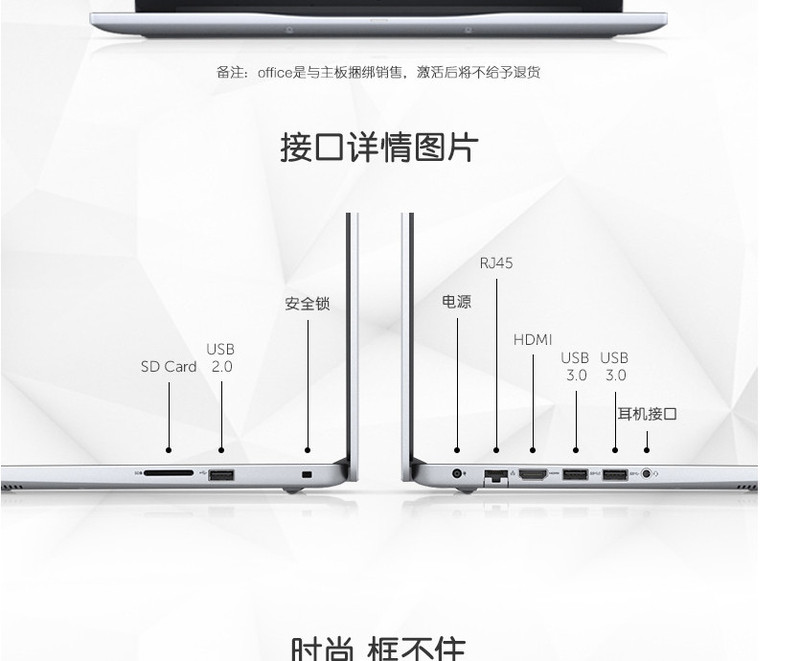 备注：office是与主板捆绑销售，激活后将不给予退货
接口详情图片
SD Card
USB
2.0
安全锁
电源
RJ45
HDMI
USB
3.0
USB
3.0
耳机接口
时尚 框不住